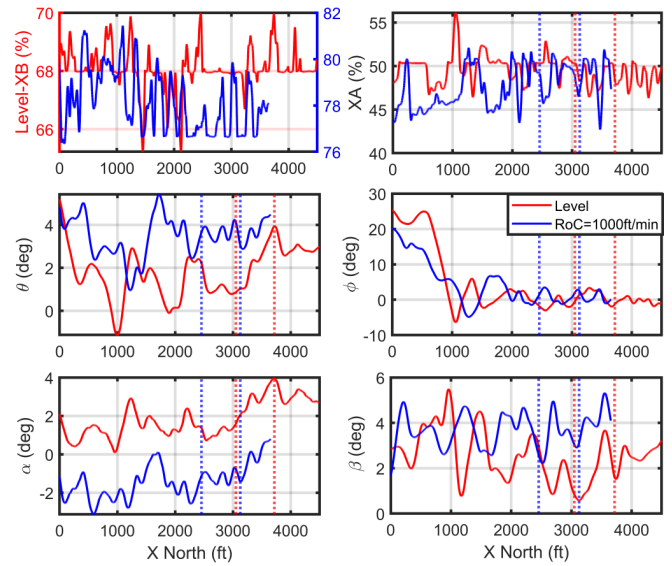 70
68
66
Level-XB (%)
82
80
78
76
0 1000 2000 3000 4000
55
50
45
40
XA (%)
0 1000 2000 3000 4000
4
2
0
θ (deg)
0 1000 2000 3000 4000
30
20
10
0
-10
ϕ (deg)
Level
RoC=1000ft/min
0 1000 2000 3000 4000
4
2
0
-2
α (deg)
0 1000 2000 3000 4000
X North (ft)
6
4
2
0
β (deg)
0 1000 2000 3000 4000
X North (ft)